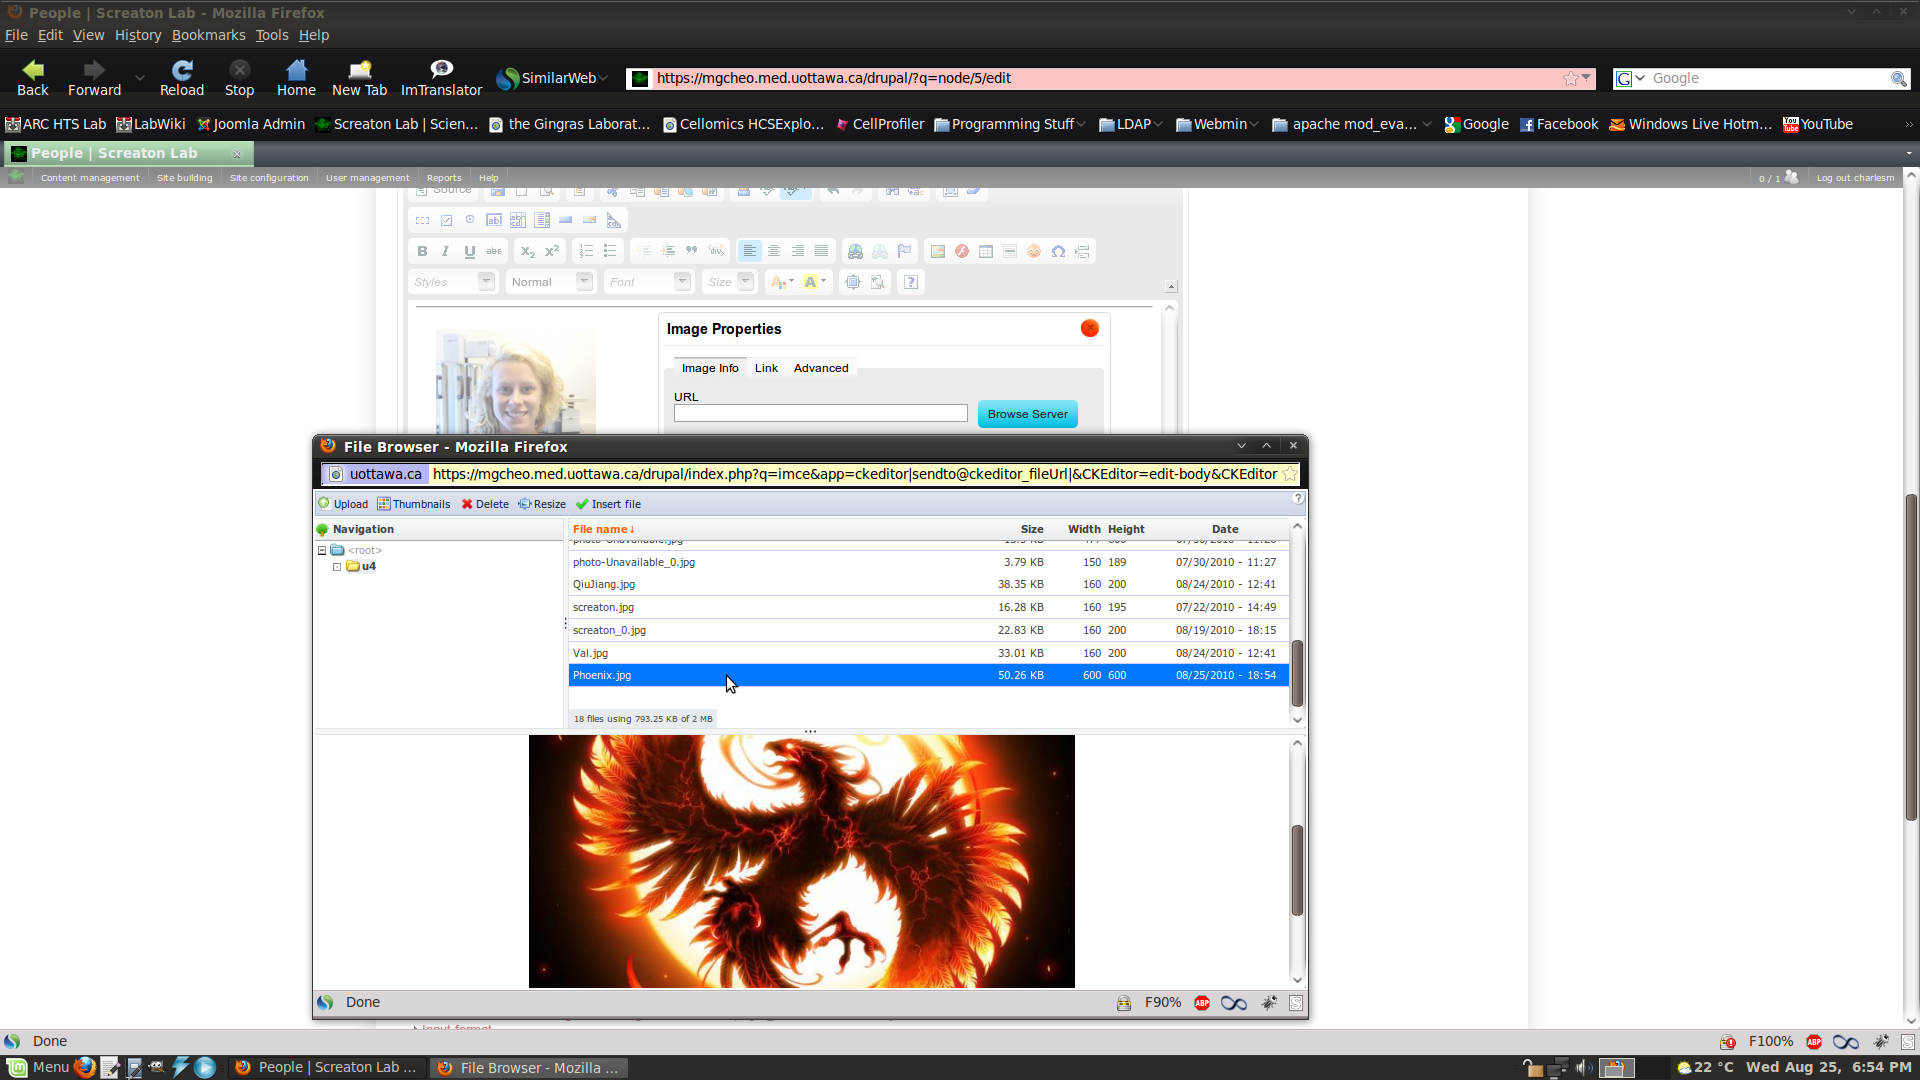 People | Screaton Lab - Mozilla Firefox
File Edit View History Bookmarks Tools Help
Back Forward Reload Stop Home New Tab ImTranslator SimilarWeb https://mgcheo.med.uottawa.ca/drupal/?q=node/5/edit Google
ARC HTS Lab LabWiki Joomla Admin Screaton Lab | Scien... the Gingras Laborat... Cellomics HCSExplo... CellProfiler Programming Stuff LDAP Webmin apache mod_eva... Google Facebook Windows Live Hotm... YouTube
People | Screaton Lab
Content management Site building Site configuration User management Reports Help 0 / 1 Log out charlesm
Source
Styles Normal Font Size
Image Properties
Image Info Link Advanced
URL
Browse Server
File Browser - Mozilla Firefox
uottawa.ca https://mgcheo.med.uottawa.ca/drupal/index.php?q=imce&app=ckeditor|sendto@ckeditor_fileUrl|&CKEditor=edit-body&CKEditor
Upload Thumbnails Delete Resize Insert file
Navigation File name↓ Size Width Height Date
<root>
u4
photo-Unavailable_0.jpg 3.79 KB 150 189 07/30/2010 - 11:27
QiuJiang.jpg 38.35 KB 160 200 08/24/2010 - 12:41
screaton.jpg 16.28 KB 160 195 07/22/2010 - 14:49
screaton_0.jpg 22.83 KB 160 200 08/19/2010 - 18:15
Val.jpg 33.01 KB 160 200 08/24/2010 - 12:41
Phoenix.jpg 50.26 KB 600 600 08/25/2010 - 18:54
18 files using 793.25 KB of 2 MB
Done F90% ABP
Done F100% ABP
Menu People | Screaton Lab ... File Browser - Mozilla ... 22 °C Wed Aug 25, 6:54 PM